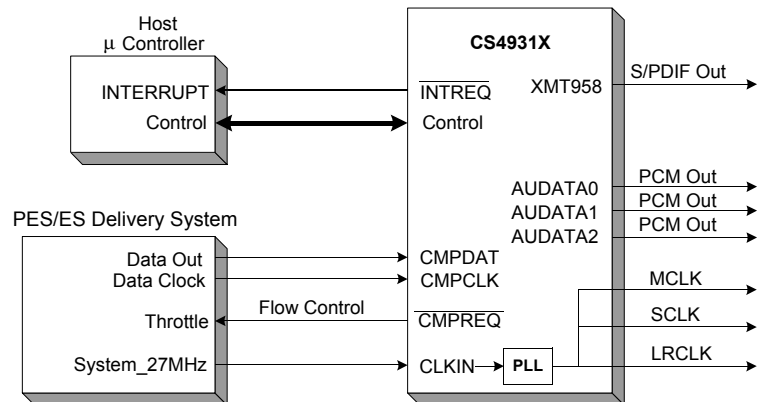 Host
μ Controller
INTERRUPT
Control
CS4931X
INTREQ
XMT958
S/PDIF Out
Control
AUDATA0
PCM Out
AUDATA1
PCM Out
AUDATA2
PCM Out
PES/ES Delivery System
Data Out
CMPDAT
Data Clock
CMPCLK
MCLK
Throttle
Flow Control
CMPREQ
SCLK
System_27MHz
CLKIN
PLL
LRCLK